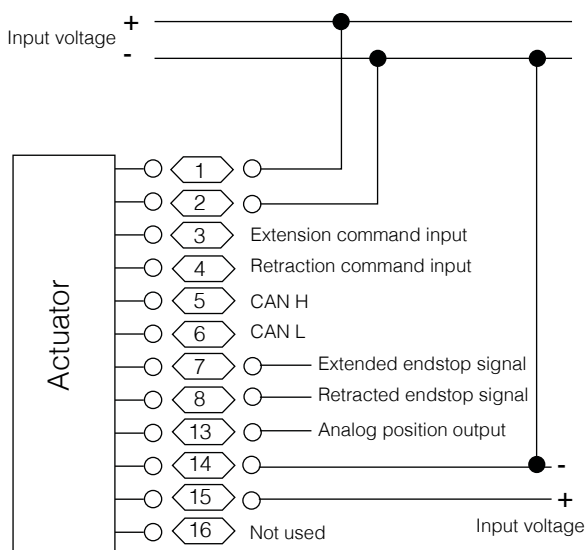 Input voltage
+
-
1
2
3 Extension command input
4 Retraction command input
5 CAN H
6 CAN L
7 Extended endstop signal
8 Retracted endstop signal
13 Analog position output
14 -
15 +
16 Not used
Input voltage
Actuator